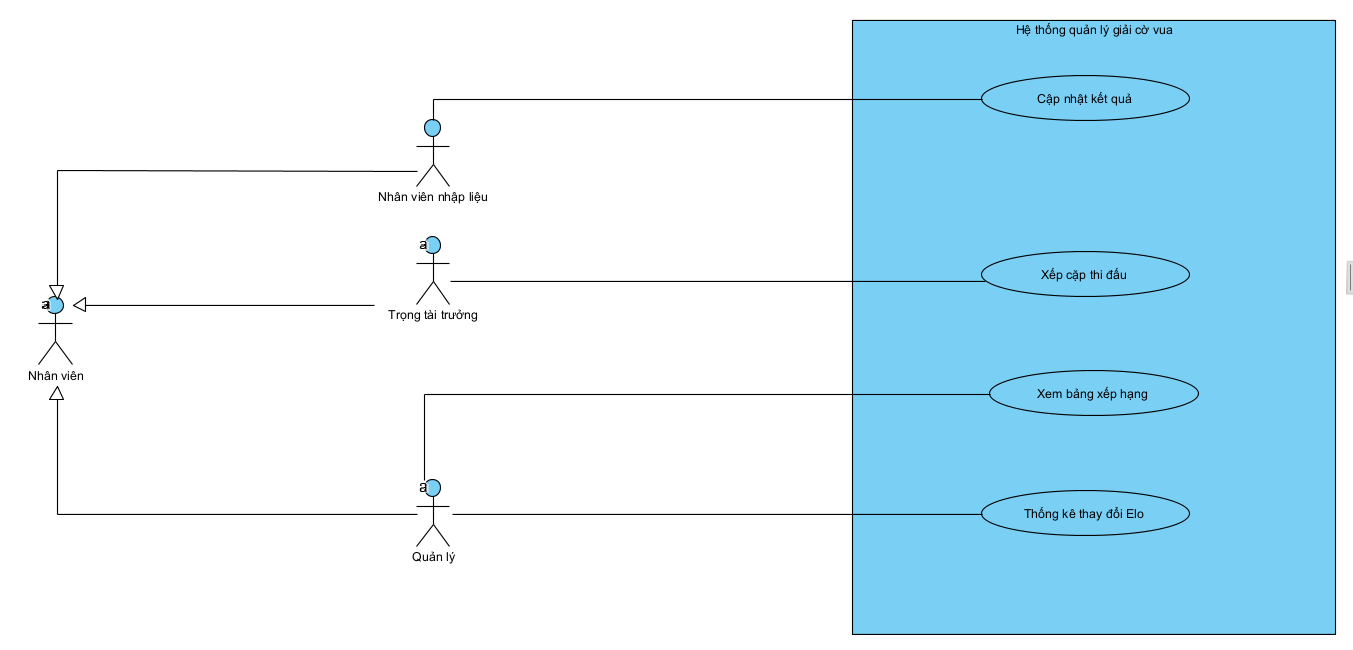 Hệ thống quản lý giải cờ vua
Cập nhật kết quả
Nhân viên nhập liệu
a
Xếp cặp thi đấu
Trọng tài trưởng
a
Nhân viên
Xem bảng xếp hạng
a
Thống kê thay đổi Elo
Quản lý